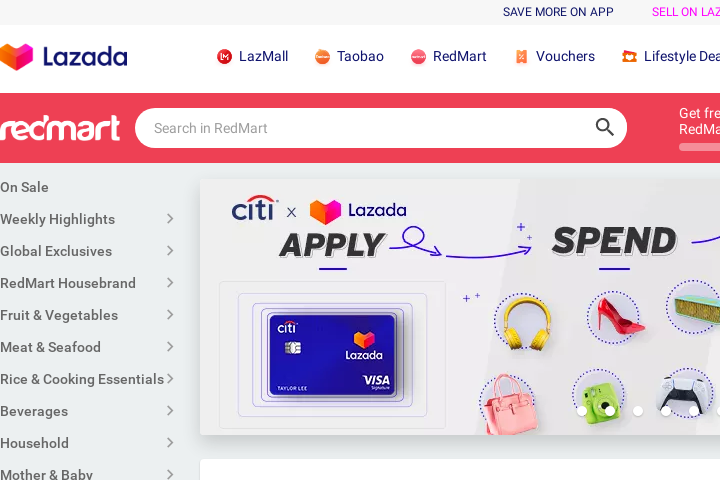 SAVE MORE ON APP
SELL ON LAZ
Lazada
LazMall
Taobao
RedMart
Vouchers
Lifestyle Dea
redmart
Search in RedMart
Get fre
RedMa
On Sale
Weekly Highlights
Global Exclusives
RedMart Housebrand
Fruit & Vegetables
Meat & Seafood
Rice & Cooking Essentials
Beverages
Household
Mother & Baby
citi x Lazada
APPLY
SPEND
citi
Lazada
TAYLOR LEE
VISA
Signature